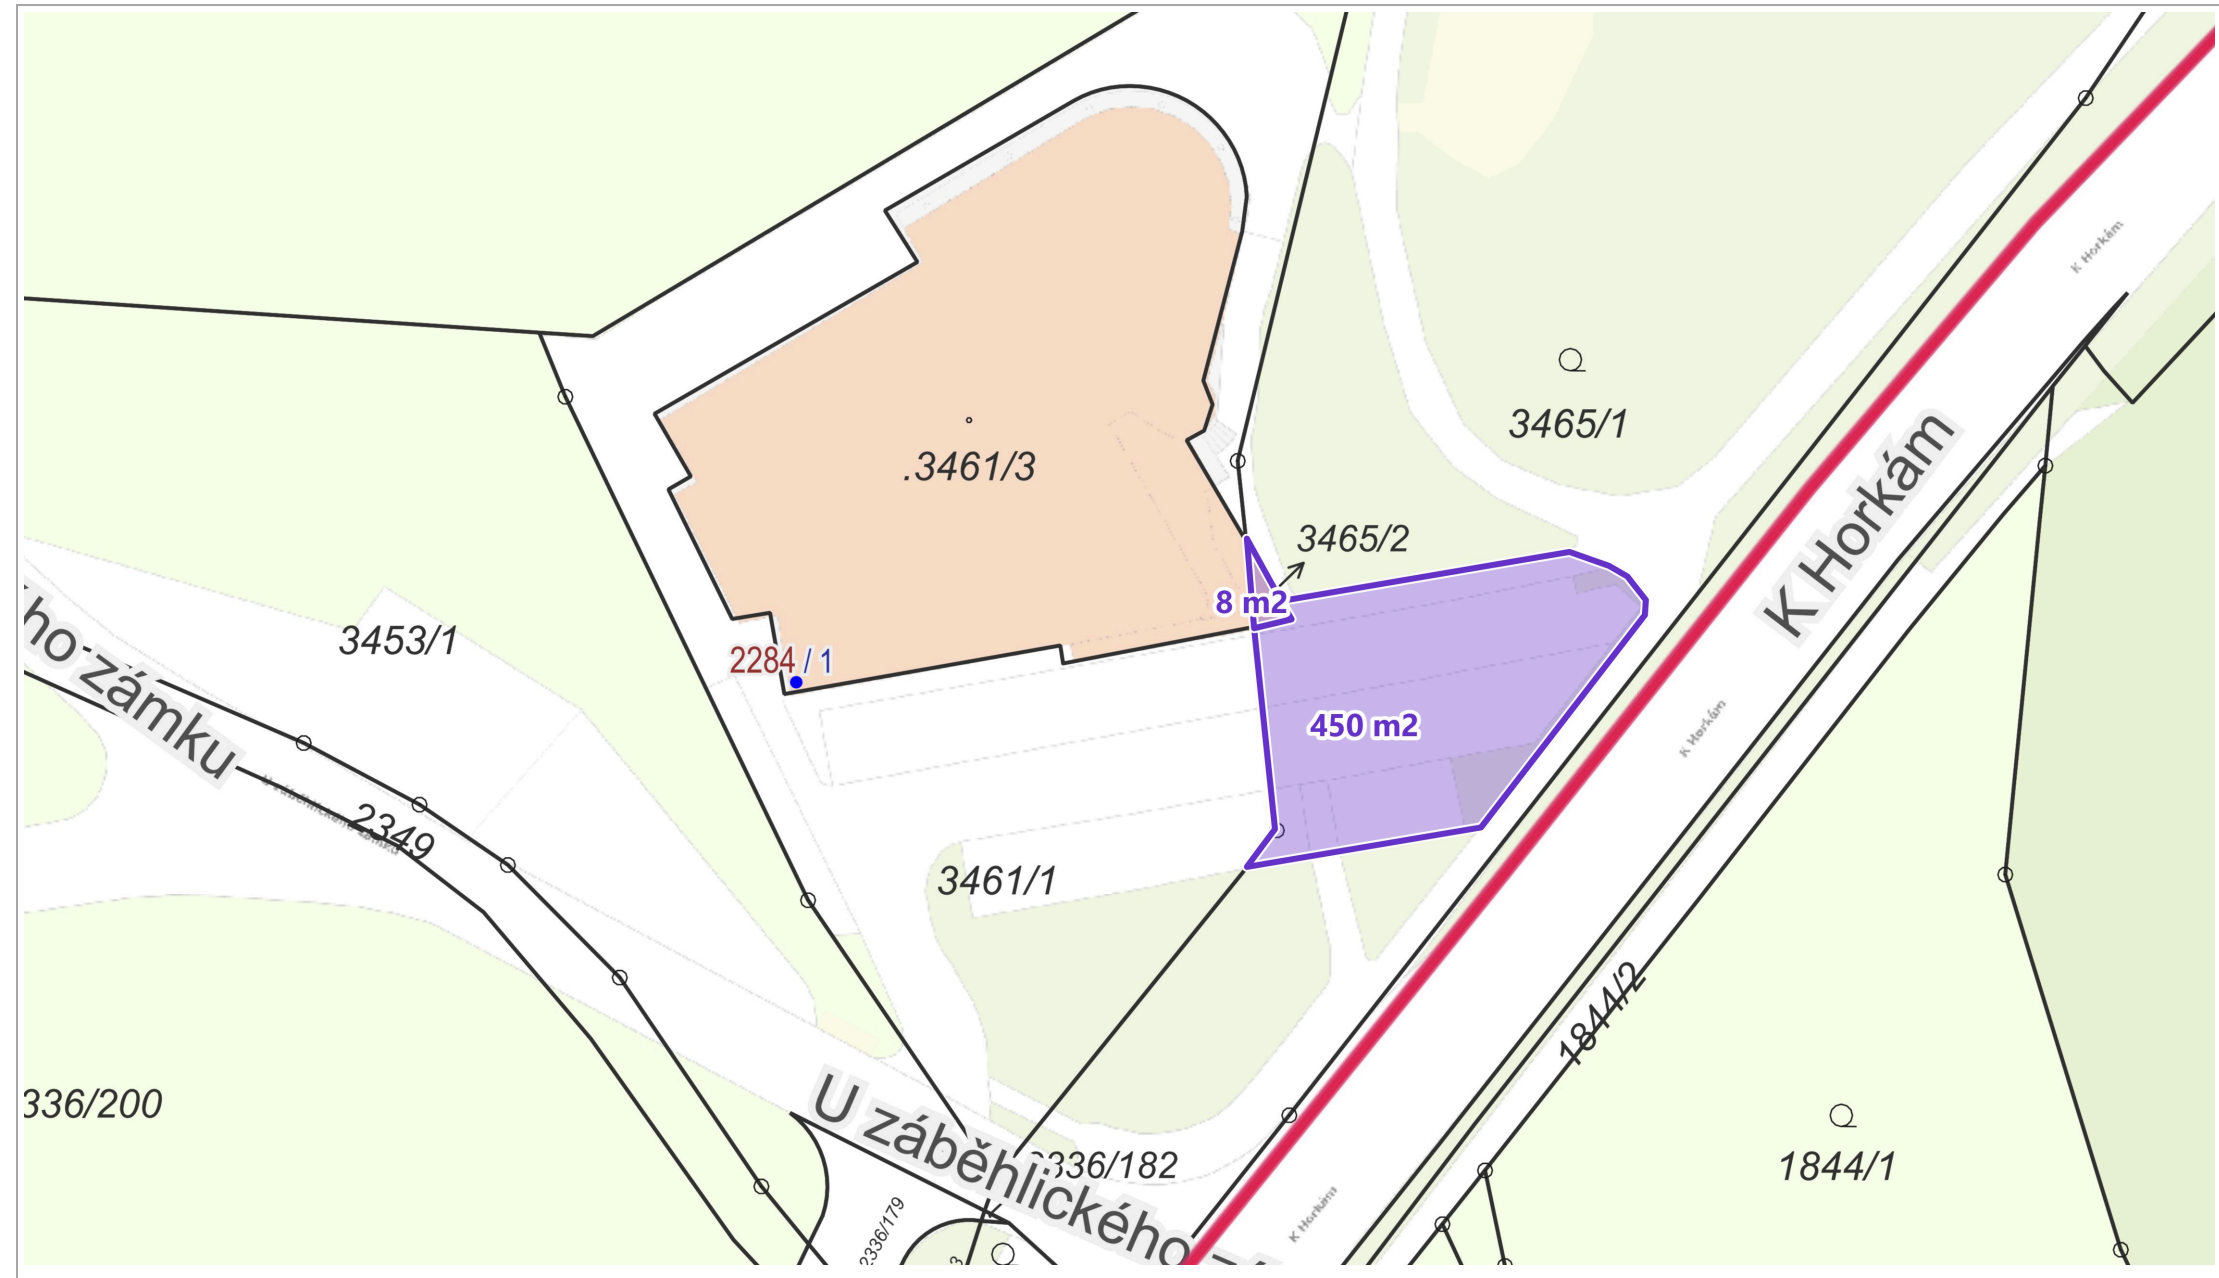 K Horkám
3465/1
.3461/3
K Horkám
3465/2
8 m2
3453/1
2284 / 1
ho zámku
450 m2
K Horkám
2349
3461/1
1844/2
336/200
U záběhlického
336/182
1844/1
2336/179
K Horkám
3